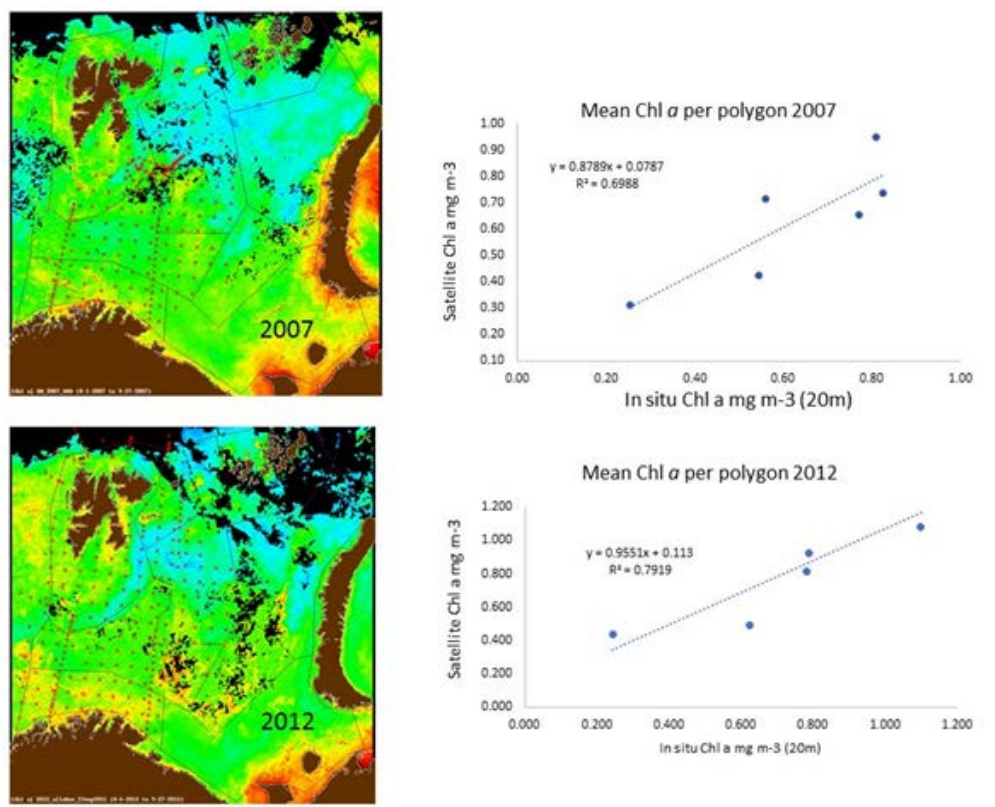 2007
Mean Chl a per polygon 2007
Satellite Chl a mg m-3
1.00
0.90
0.80
0.70
0.60
0.50
0.40
0.30
0.20
0.10
y = 0.8789x + 0.0787
R² = 0.6988
0.00 0.20 0.40 0.60 0.80 1.00
In situ Chl a mg m-3 (20m)
2012
Mean Chl a per polygon 2012
Satellite Chl a mg m-3
1.200
1.000
0.800
0.600
0.400
0.200
0.000
y = 0.9551x + 0.113
R² = 0.7919
0.000 0.200 0.400 0.600 0.800 1.000 1.200
In situ Chl a mg m-3 (20m)